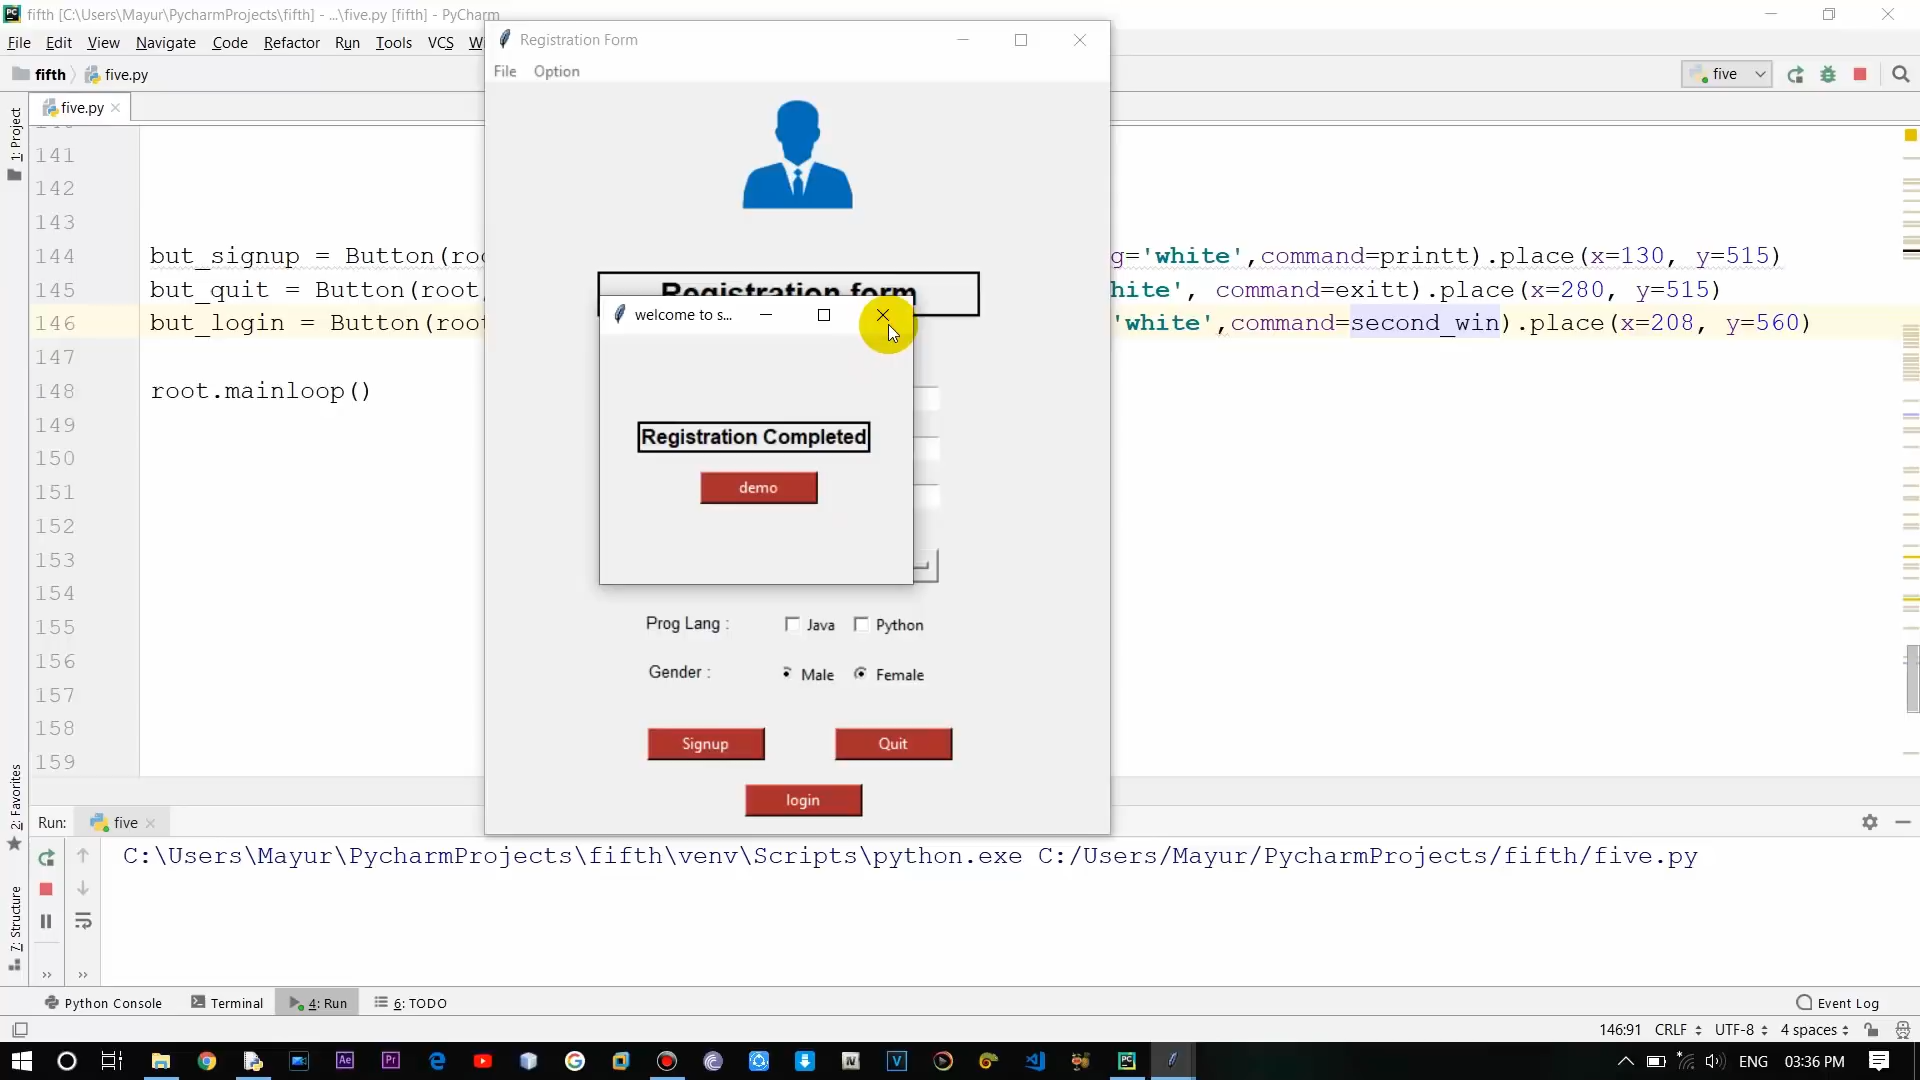 fifth [C:\Users\Mayur\PycharmProjects\fifth] - ...\five.py [fifth] - PyCharm
File Edit View Navigate Code Refactor Run Tools VCS
Registration Form
File Option
fifth five.py
five
five.py
1: Project
141
142
143
144 but_signup = Button( g='white',command=printt).place(x=130, y=515)
145 but_quit = Button(root, command=exitt).place(x=280, y=515)
146 but_login = Button( 'white',command=second_win).place(x=208, y=560)
147
148 root.mainloop()
149
150
151
152
153
154
155
156
157
158
159
Registration form
welcome to s...
Registration Completed
demo
Prog Lang : Java Python
Gender : Male Female
Signup Quit
login
2: Favorites
7: Structure
Run: five
C:\Users\Mayur\PycharmProjects\fifth\venv\Scripts\python.exe C:/Users/Mayur/PycharmProjects/fifth/five.py
Python Console Terminal 4: Run 6: TODO Event Log
146:91 CRLF UTF-8 4 spaces
ENG 03:36 PM